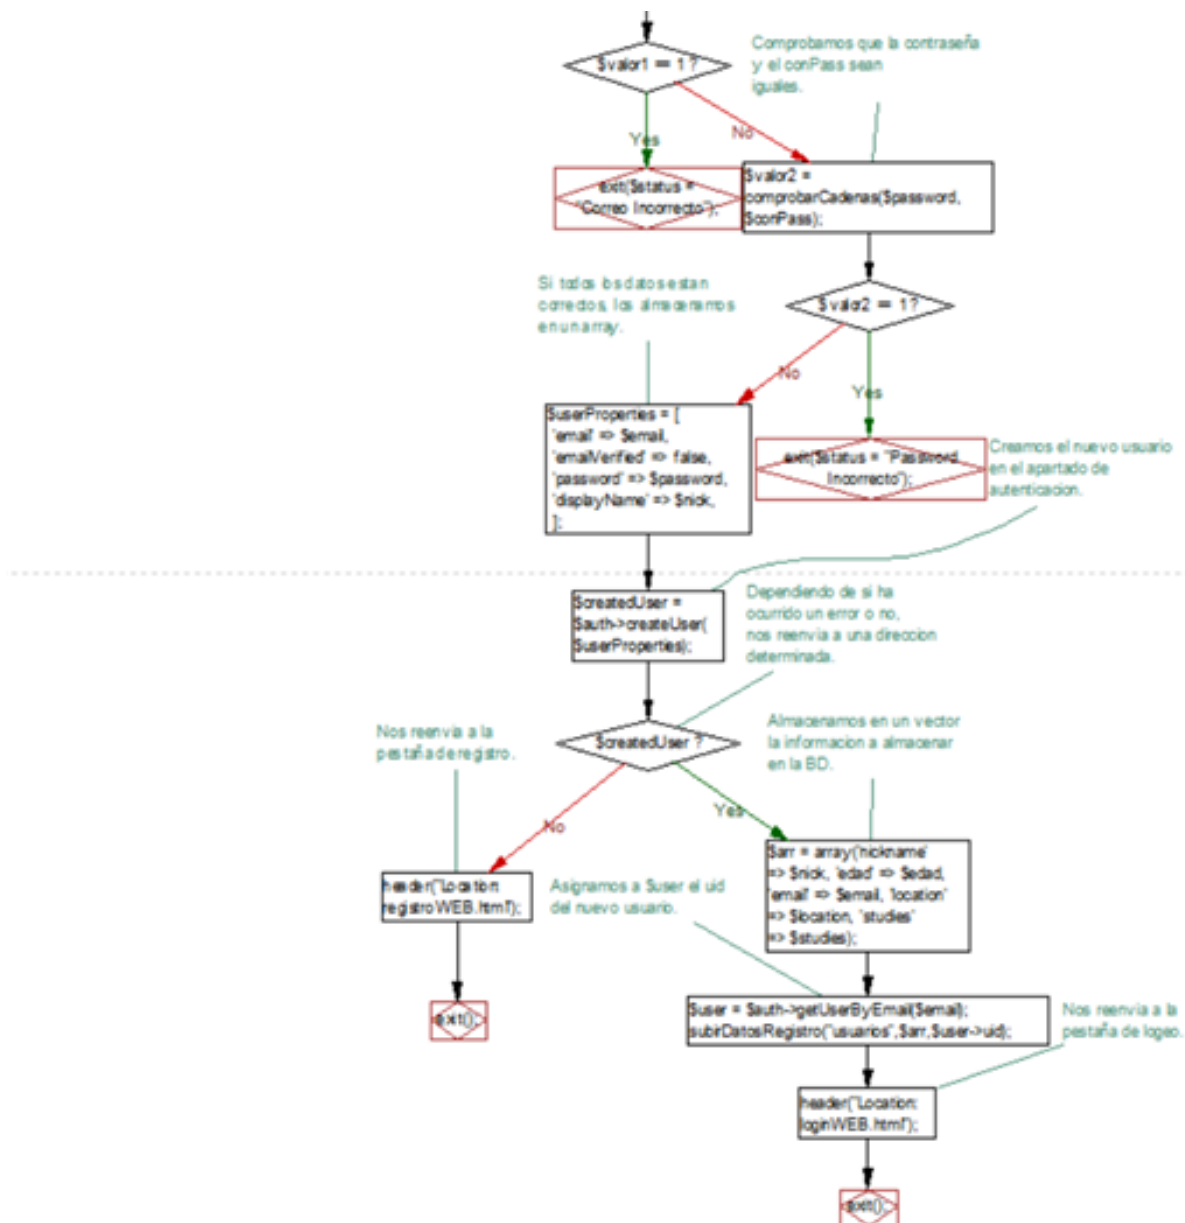 $valor1 == 1 ?
Comprobamos que la contraseña
y el conPass sean
iguales.
Yes
No
exit($status =
"Correo Incorrecto");
$valor2 =
comprobarCadenas($password,
$conPass);
Si todos los datos estan
correctos, los almacenamos
en un array.
$valor2 == 1 ?
No
Yes
$userProperties = [
'email' => $email,
'emailVerified' => false,
'password' => $password,
'displayName' => $nick,
];
exit($status = "Password
Incorrecto");
Creamos el nuevo usuario
en el apartado de
autenticacion.
$createdUser =
$auth->createUser(
$userProperties);
Dependiendo de si ha
ocurrido un error o no,
nos reenvia a una direccion
determinada.
Nos reenvia a la
pestaña de registro.
$createdUser ?
Almacenamos en un vector
la informacion a almacenar
en la BD.
No
Yes
header("Location:
registroWEB.html");
Asignamos a $user el uid
del nuevo usuario.
$arr = array('nickname'
=> $nick, 'edad' => $edad,
'email' => $email, 'location'
=> $location, 'studies'
=> $studies);
exit();
$user = $auth->getUserByEmail($email);
subirDatosRegistro("usuarios",$arr,$user->uid);
Nos reenvia a la
pestaña de logeo.
header("Location:
loginWEB.html");
exit();